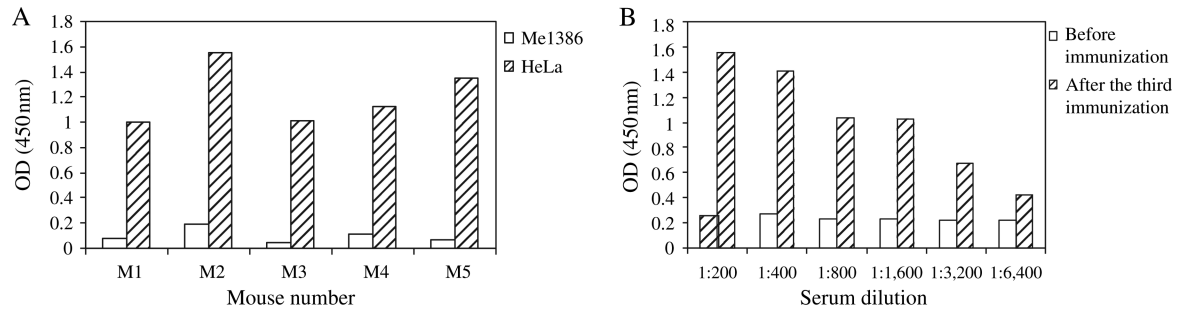 A
1.8
1.6
1.4
1.2
1
0.8
0.6
0.4
0.2
0
OD (450nm)
M1 M2 M3 M4 M5
Mouse number
Me1386
HeLa
B
1.8
1.6
1.4
1.2
1
0.8
0.6
0.4
0.2
0
OD (450nm)
1:200 1:400 1:800 1:1,600 1:3,200 1:6,400
Serum dilution
Before
immunization
After the third
immunization